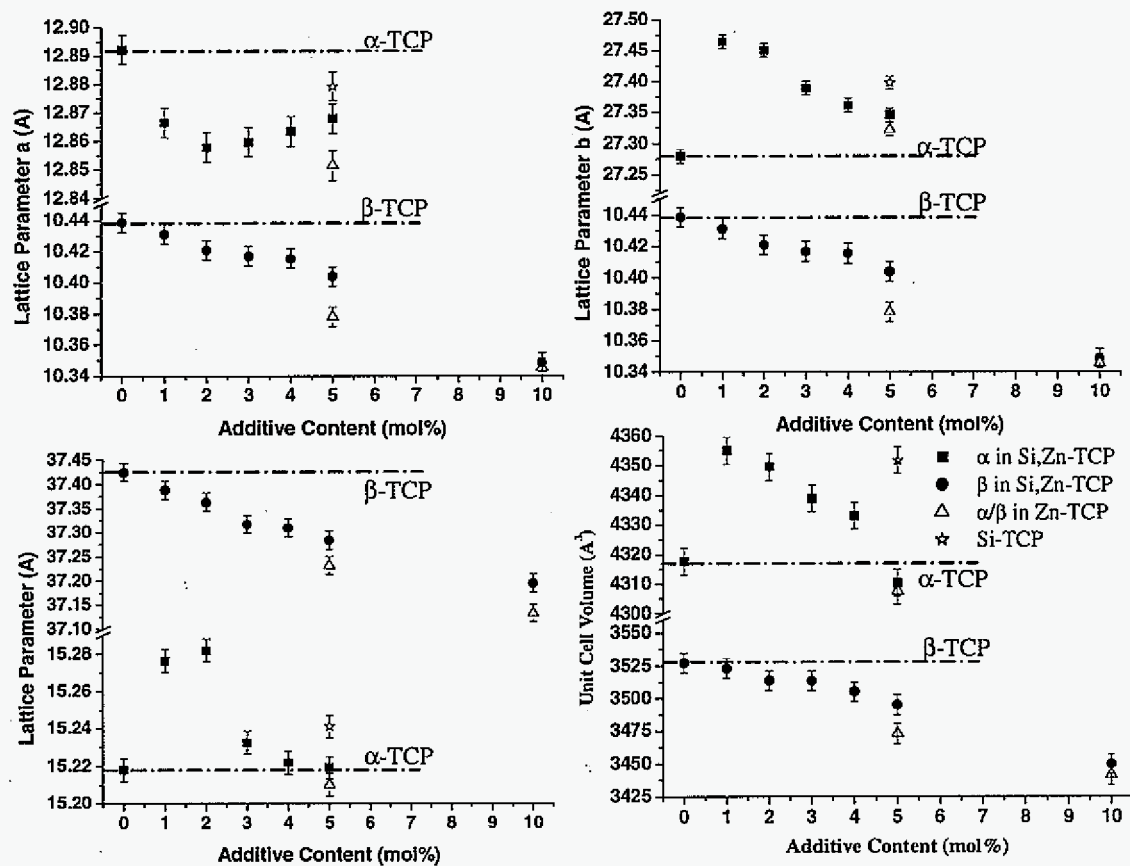 12.90
12.89
12.88
12.87
12.86
12.85
12.84
10.44
10.42
10.40
10.38
10.36
10.34
Lattice Parameter a (A)
α-TCP
β-TCP
0 1 2 3 4 5 6 7 8 9 10
Additive Content (mol%)
27.50
27.45
27.40
27.35
27.30
27.25
10.44
10.42
10.40
10.38
10.36
10.34
Lattice Parameter b (A)
α-TCP
β-TCP
0 1 2 3 4 5 6 7 8 9 10
Additive Content (mol%)
37.45
37.40
37.35
37.30
37.25
37.20
37.15
37.10
15.28
15.26
15.24
15.22
15.20
Lattice Parameter (A)
β-TCP
α-TCP
0 1 2 3 4 5 6 7 8 9 10
Additive Content (mol%)
4360
4350
4340
4330
4320
4310
4300
3550
3525
3500
3475
3450
3425
Unit Cell Volume (A³)
α in Si,Zn-TCP
β in Si,Zn-TCP
α/β in Zn-TCP
Si-TCP
α-TCP
β-TCP
0 1 2 3 4 5 6 7 8 9 10
Additive Content (mol%)